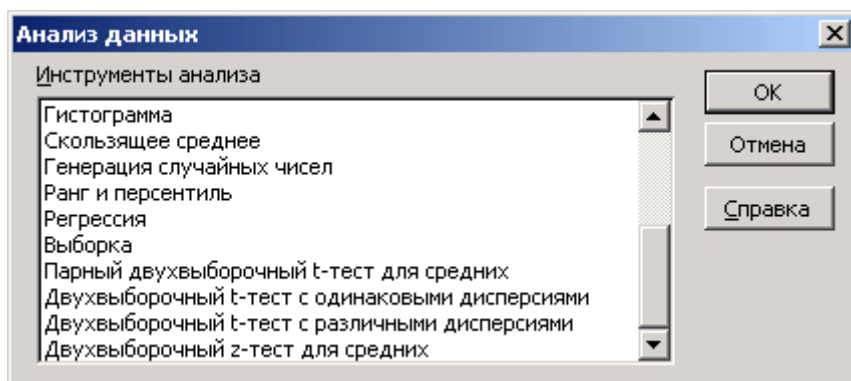 Анализ данных
Инструменты анализа
Гистограмма
Скользящее среднее
Генерация случайных чисел
Ранг и персентиль
Регрессия
Выборка
Парный двухвыборочный t-тест для средних
Двухвыборочный t-тест с одинаковыми дисперсиями
Двухвыборочный t-тест с различными дисперсиями
Двухвыборочный z-тест для средних
OK
Отмена
Справка